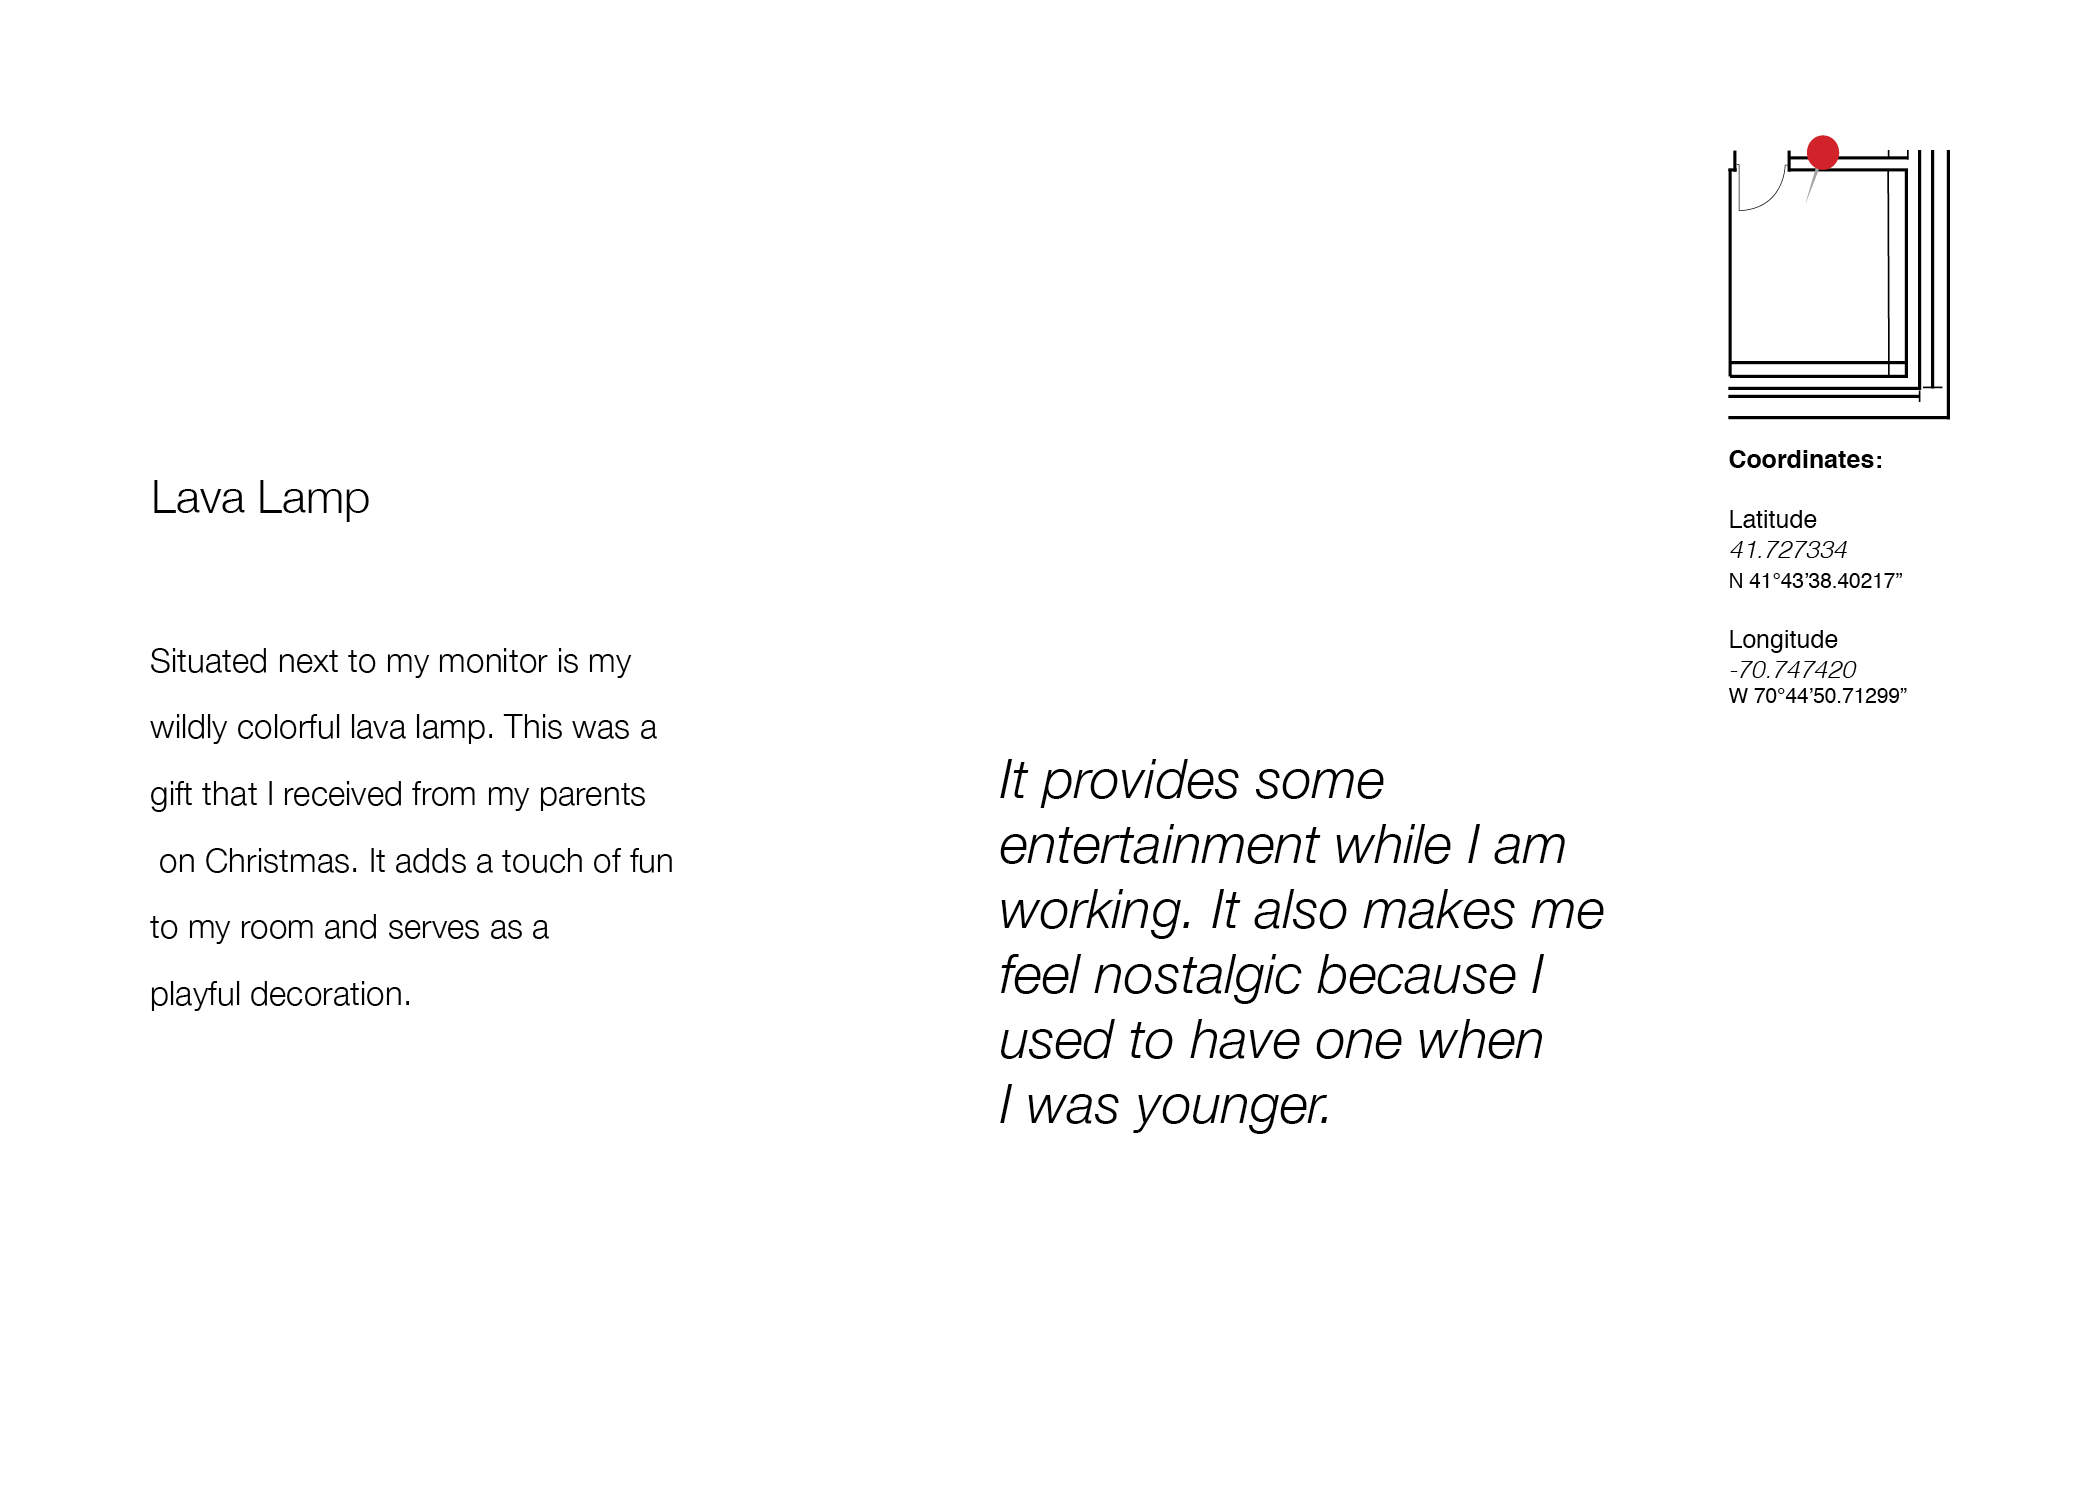 Lava Lamp
Situated next to my monitor is my
wildly colorful lava lamp. This was a
gift that I received from my parents
on Christmas. It adds a touch of fun
to my room and serves as a
playful decoration.
It provides some
entertainment while I am
working. It also makes me
feel nostalgic because I
used to have one when
I was younger.
Coordinates:
Latitude
41.727334
N 41°43’38.40217”
Longitude
-70.747420
W 70°44’50.71299”